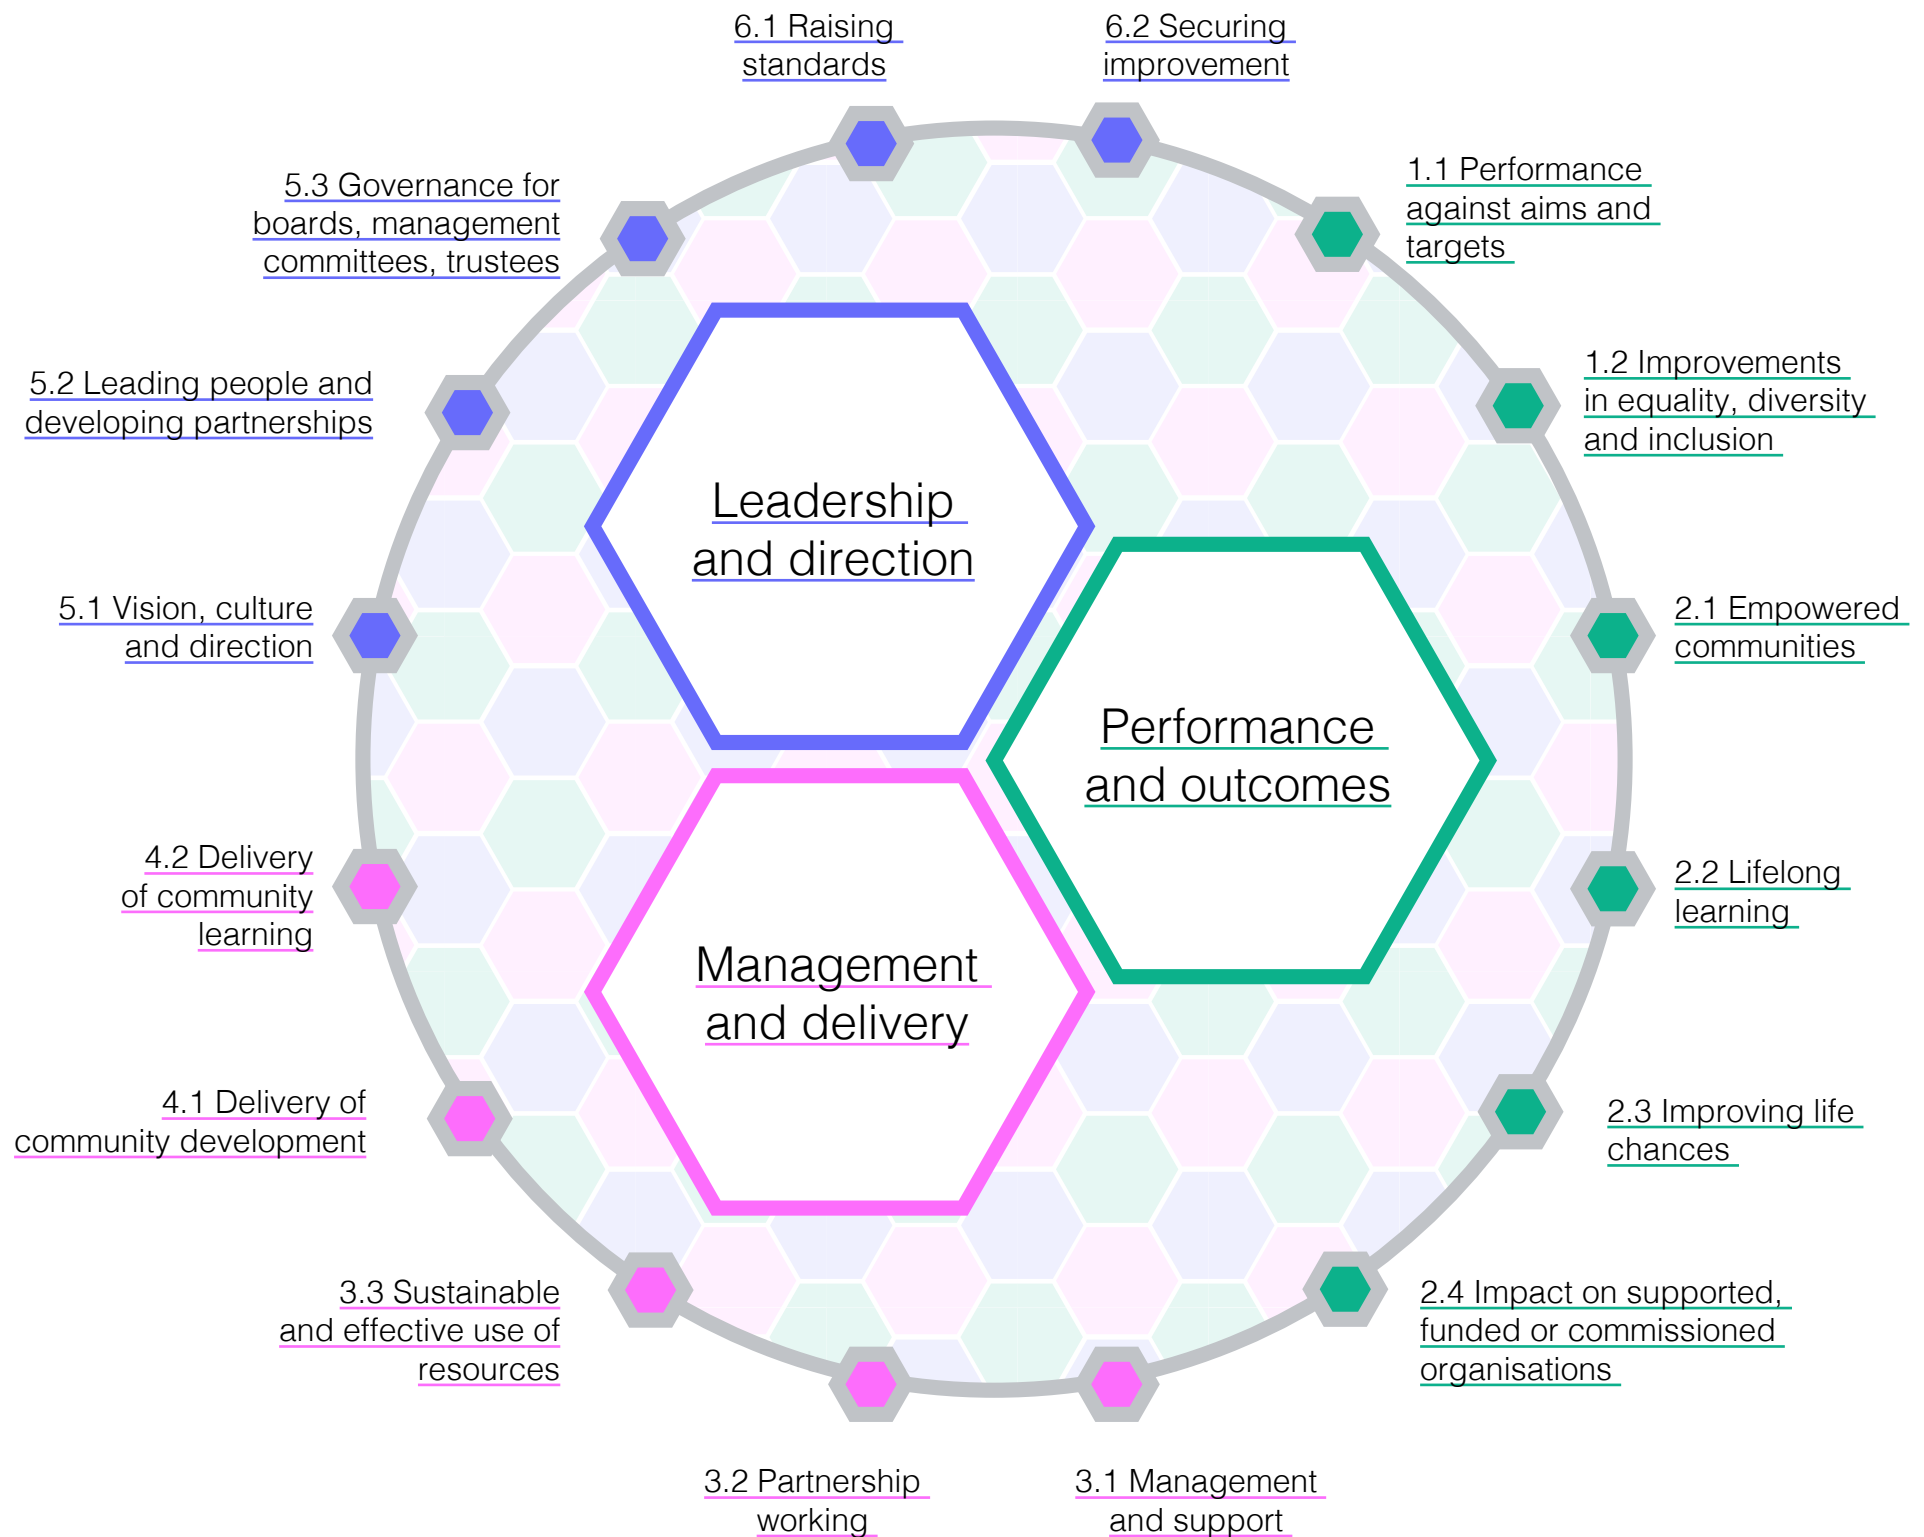 6.1 Raising
standards
6.2 Securing
improvement
1.1 Performance
against aims and
targets
1.2 Improvements
in equality, diversity
and inclusion
2.1 Empowered
communities
2.2 Lifelong
learning
2.3 Improving life
chances
2.4 Impact on supported,
funded or commissioned
organisations
3.1 Management
and support
3.2 Partnership
working
3.3 Sustainable
and effective use of
resources
4.1 Delivery of
community development
4.2 Delivery
of community
learning
5.1 Vision, culture
and direction
5.2 Leading people and
developing partnerships
5.3 Governance for
boards, management
committees, trustees
Leadership
and direction
Performance
and outcomes
Management
and delivery